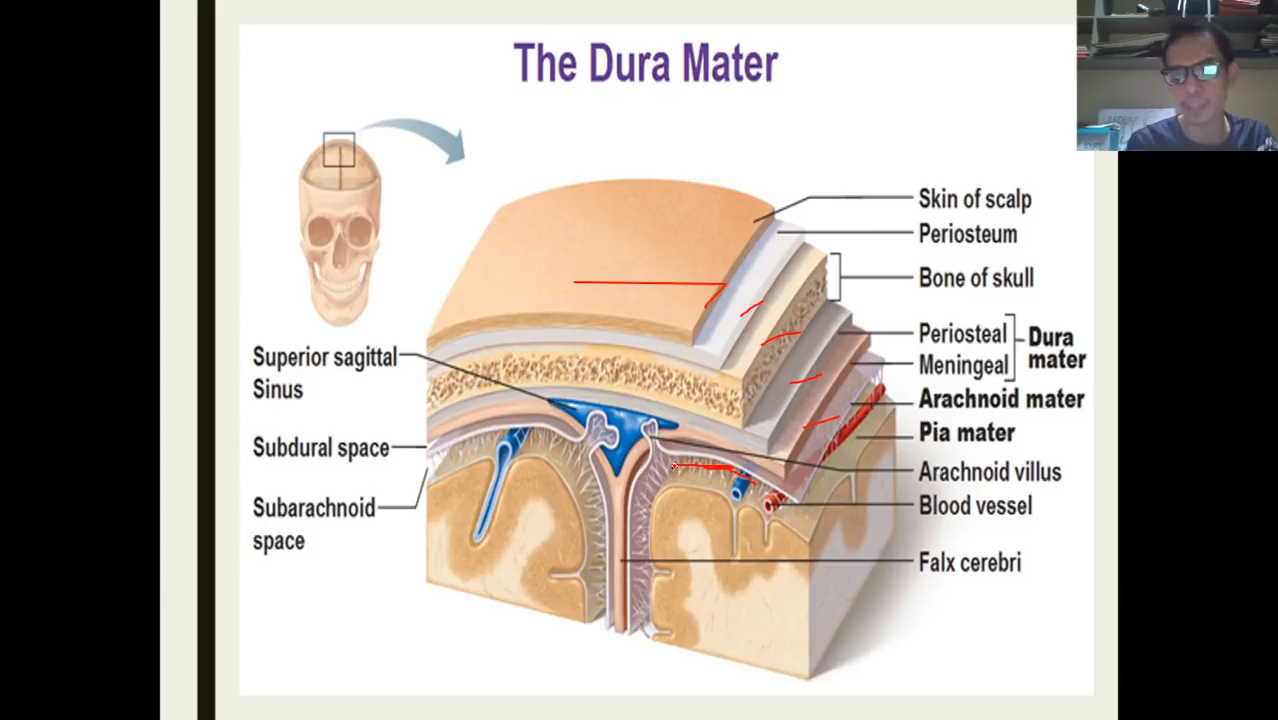 The Dura Mater
Skin of scalp
Periosteum
Bone of skull
Periosteal
Meningeal
Dura
mater
Arachnoid mater
Pia mater
Arachnoid villus
Blood vessel
Falx cerebri
Superior sagittal
Sinus
Subdural space
Subarachnoid
space